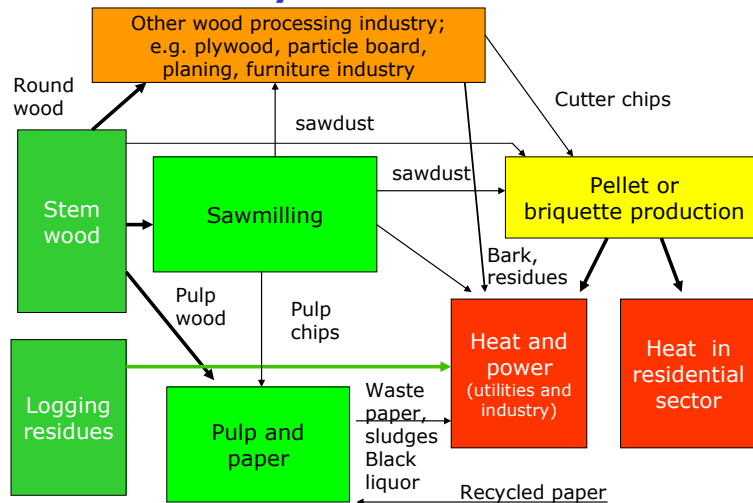 Other wood processing industry;
e.g. plywood, particle board,
planing, furniture industry
Round
wood
Cutter chips
sawdust
sawdust
Stem
wood
Sawmilling
Pellet or
briquette production
Bark,
residues
Pulp
wood
Pulp
chips
Heat and
power
(utilities and
industry)
Heat in
residential
sector
Logging
residues
Pulp and
paper
Waste
paper,
sludges
Black
liquor
Recycled paper